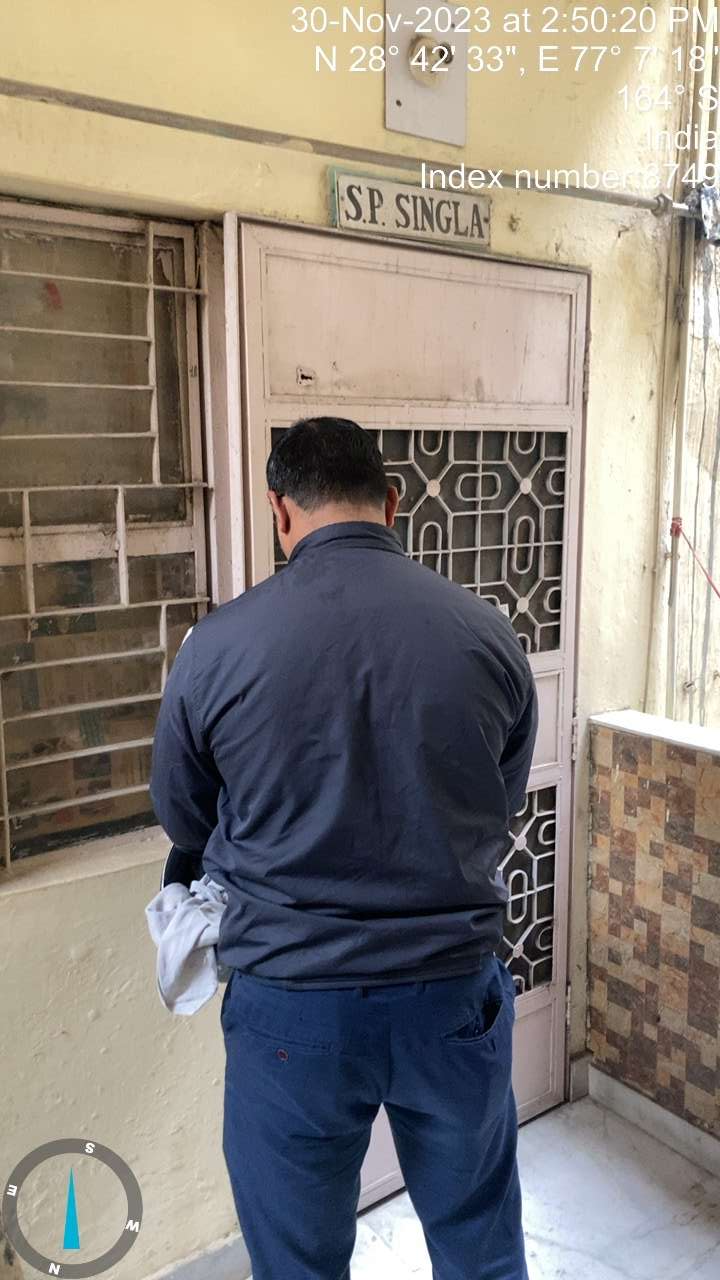 30-Nov-2023 at 2:50:20 PM
N 28° 42' 33", E 77° 7' 18"
164° S
India
Index number: 8749
S.P. SINGLA
S
E
W
N